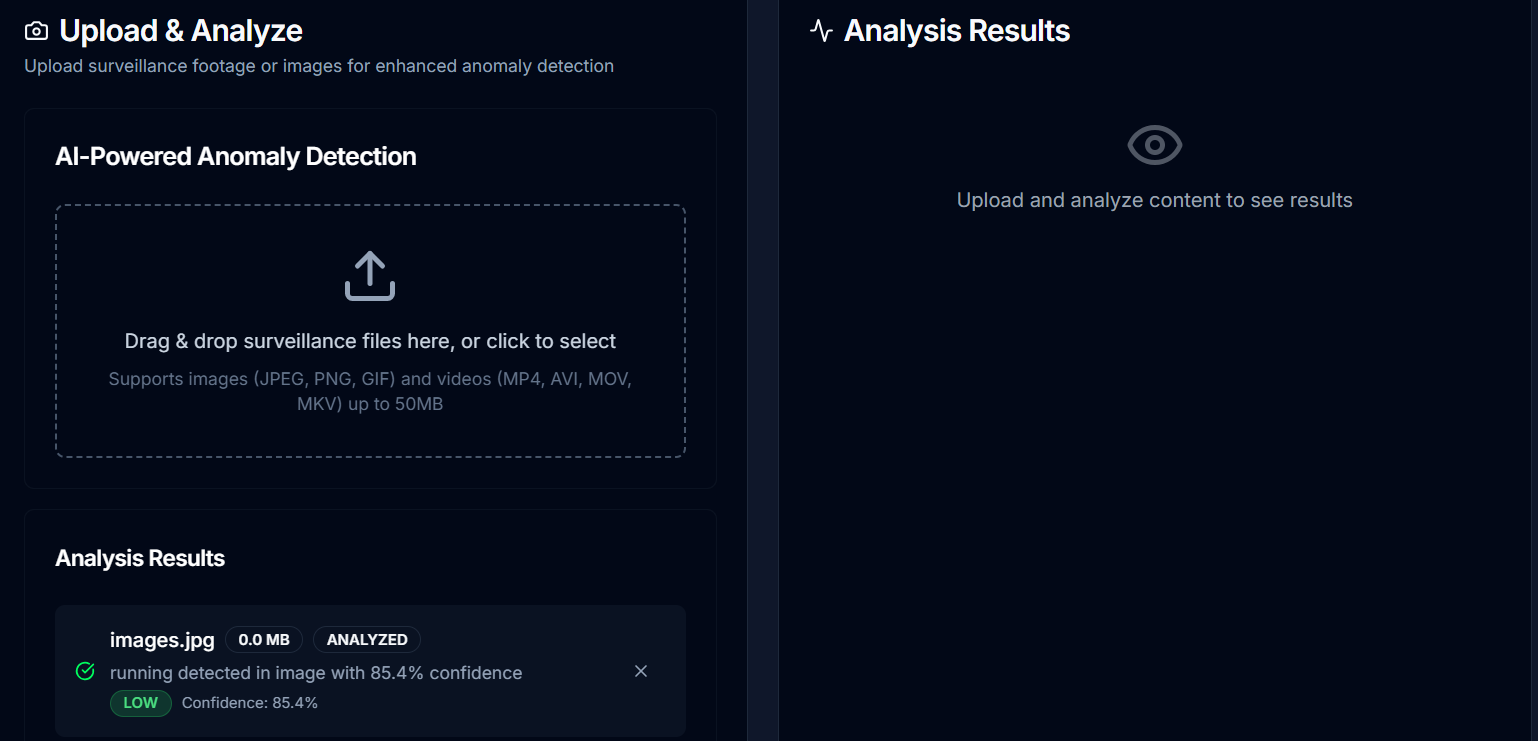 Upload & Analyze
Upload surveillance footage or images for enhanced anomaly detection
AI-Powered Anomaly Detection
Drag & drop surveillance files here, or click to select
Supports images (JPEG, PNG, GIF) and videos (MP4, AVI, MOV,
MKV) up to 50MB
Analysis Results
images.jpg 0.0 MB ANALYZED
running detected in image with 85.4% confidence
LOW Confidence: 85.4%
Analysis Results
Upload and analyze content to see results